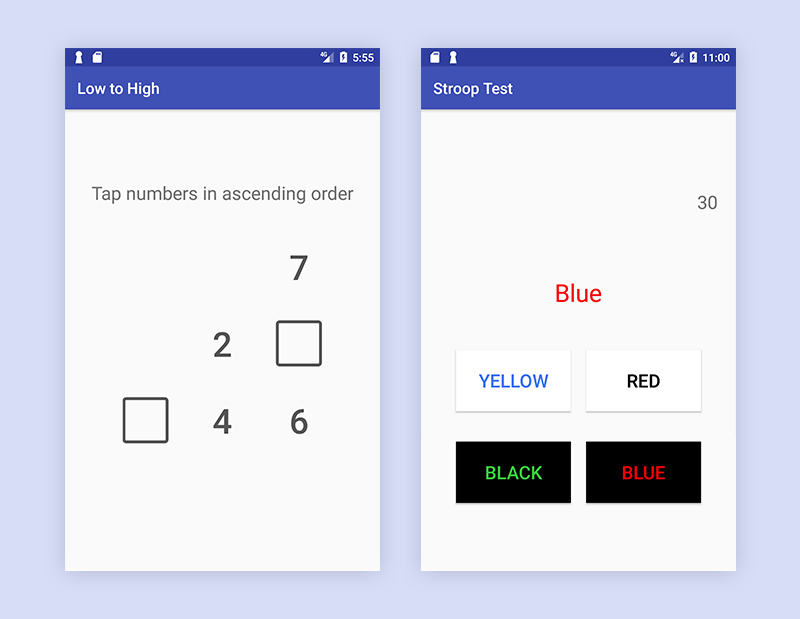 4G 5:55
Low to High
Tap numbers in ascending order
7
2
4 6
4G 11:00
Stroop Test
30
Blue
YELLOW RED
BLACK BLUE